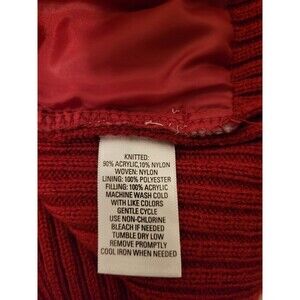 KNITTED:
90% ACRYLIC,10% NYLON
WOVEN: NYLON
LINING: 100% POLYESTER
FILLING: 100% ACRYLIC
MACHINE WASH COLD
WITH LIKE COLORS
GENTLE CYCLE
USE NON-CHLORINE
BLEACH IF NEEDED
TUMBLE DRY LOW
REMOVE PROMPTLY
COOL IRON WHEN NEEDED